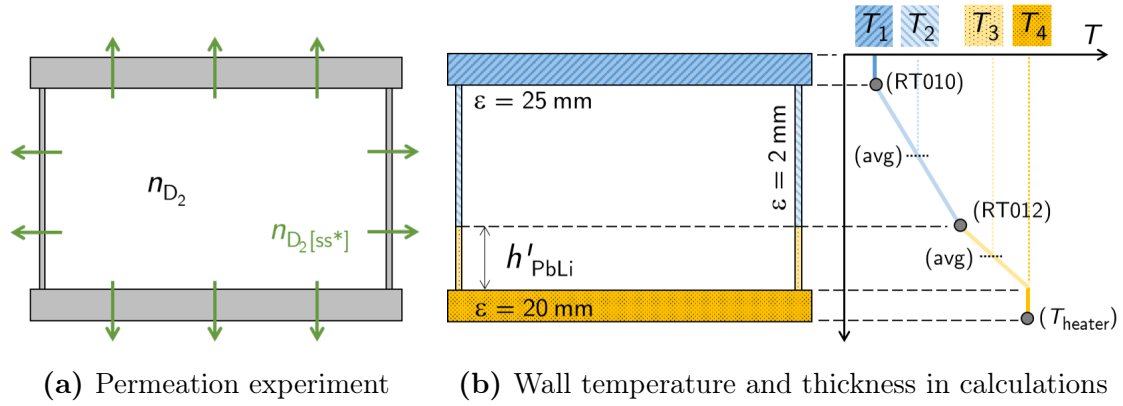 n_D₂
n_D₂[ss*]
(a) Permeation experiment
T₁ T₂ T₃ T₄ T
ε = 25 mm
ε = 2 mm
ε = 20 mm
h′_PbLi
(RT010)
(avg)
(RT012)
(avg)
(T_heater)
(b) Wall temperature and thickness in calculations